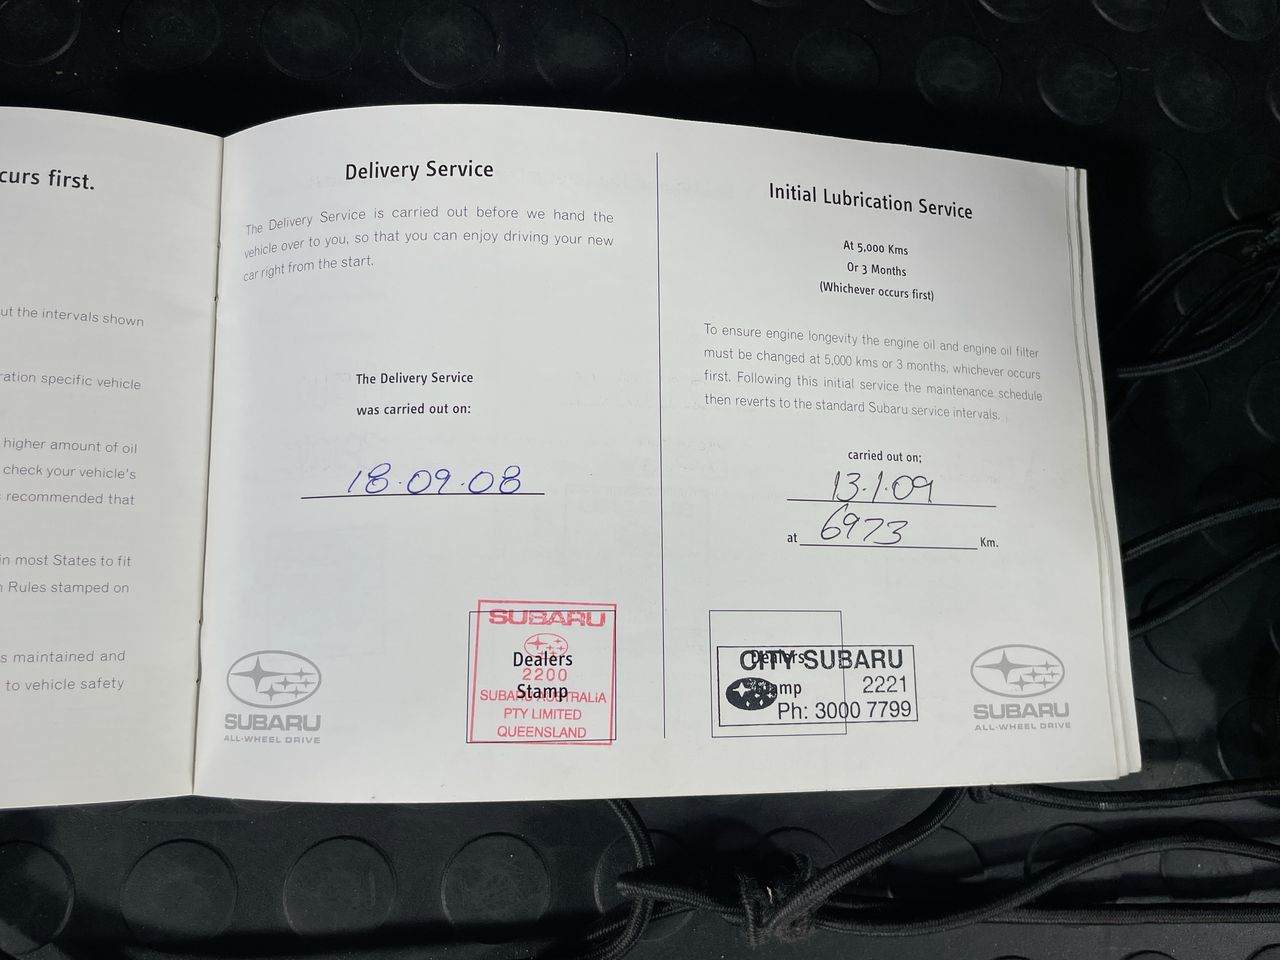 curs first.
ut the intervals shown
ration specific vehicle
higher amount of oil
check your vehicle's
recommended that
in most States to fit
Rules stamped on
s maintained and
to vehicle safety
Delivery Service
The Delivery Service is carried out before we hand the
vehicle over to you, so that you can enjoy driving your new
car right from the start.
The Delivery Service
was carried out on:
18.09.08
SUBARU
Dealers
2200
Stamp
SUBARU AUSTRALIA
PTY LIMITED
QUEENSLAND
SUBARU
ALL-WHEEL DRIVE
Initial Lubrication Service
At 5,000 Kms
Or 3 Months
(Whichever occurs first)
To ensure engine longevity the engine oil and engine oil filter
must be changed at 5,000 kms or 3 months, whichever occurs
first. Following this initial service the maintenance schedule
then reverts to the standard Subaru service intervals.
carried out on:
13.1.09
at 6973 Km.
Dealers
CITY SUBARU
amp 2221
Ph: 3000 7799
SUBARU
ALL-WHEEL DRIVE